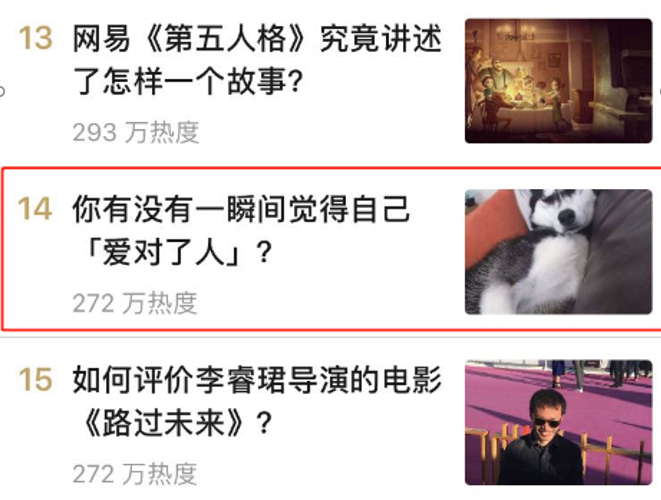 13 网易《第五人格》究竟讲述
了怎样一个故事?
293 万热度
14 你有没有一瞬间觉得自己
「爱对了人」?
272 万热度
15 如何评价李睿珺导演的电影
《路过未来》?
272 万热度